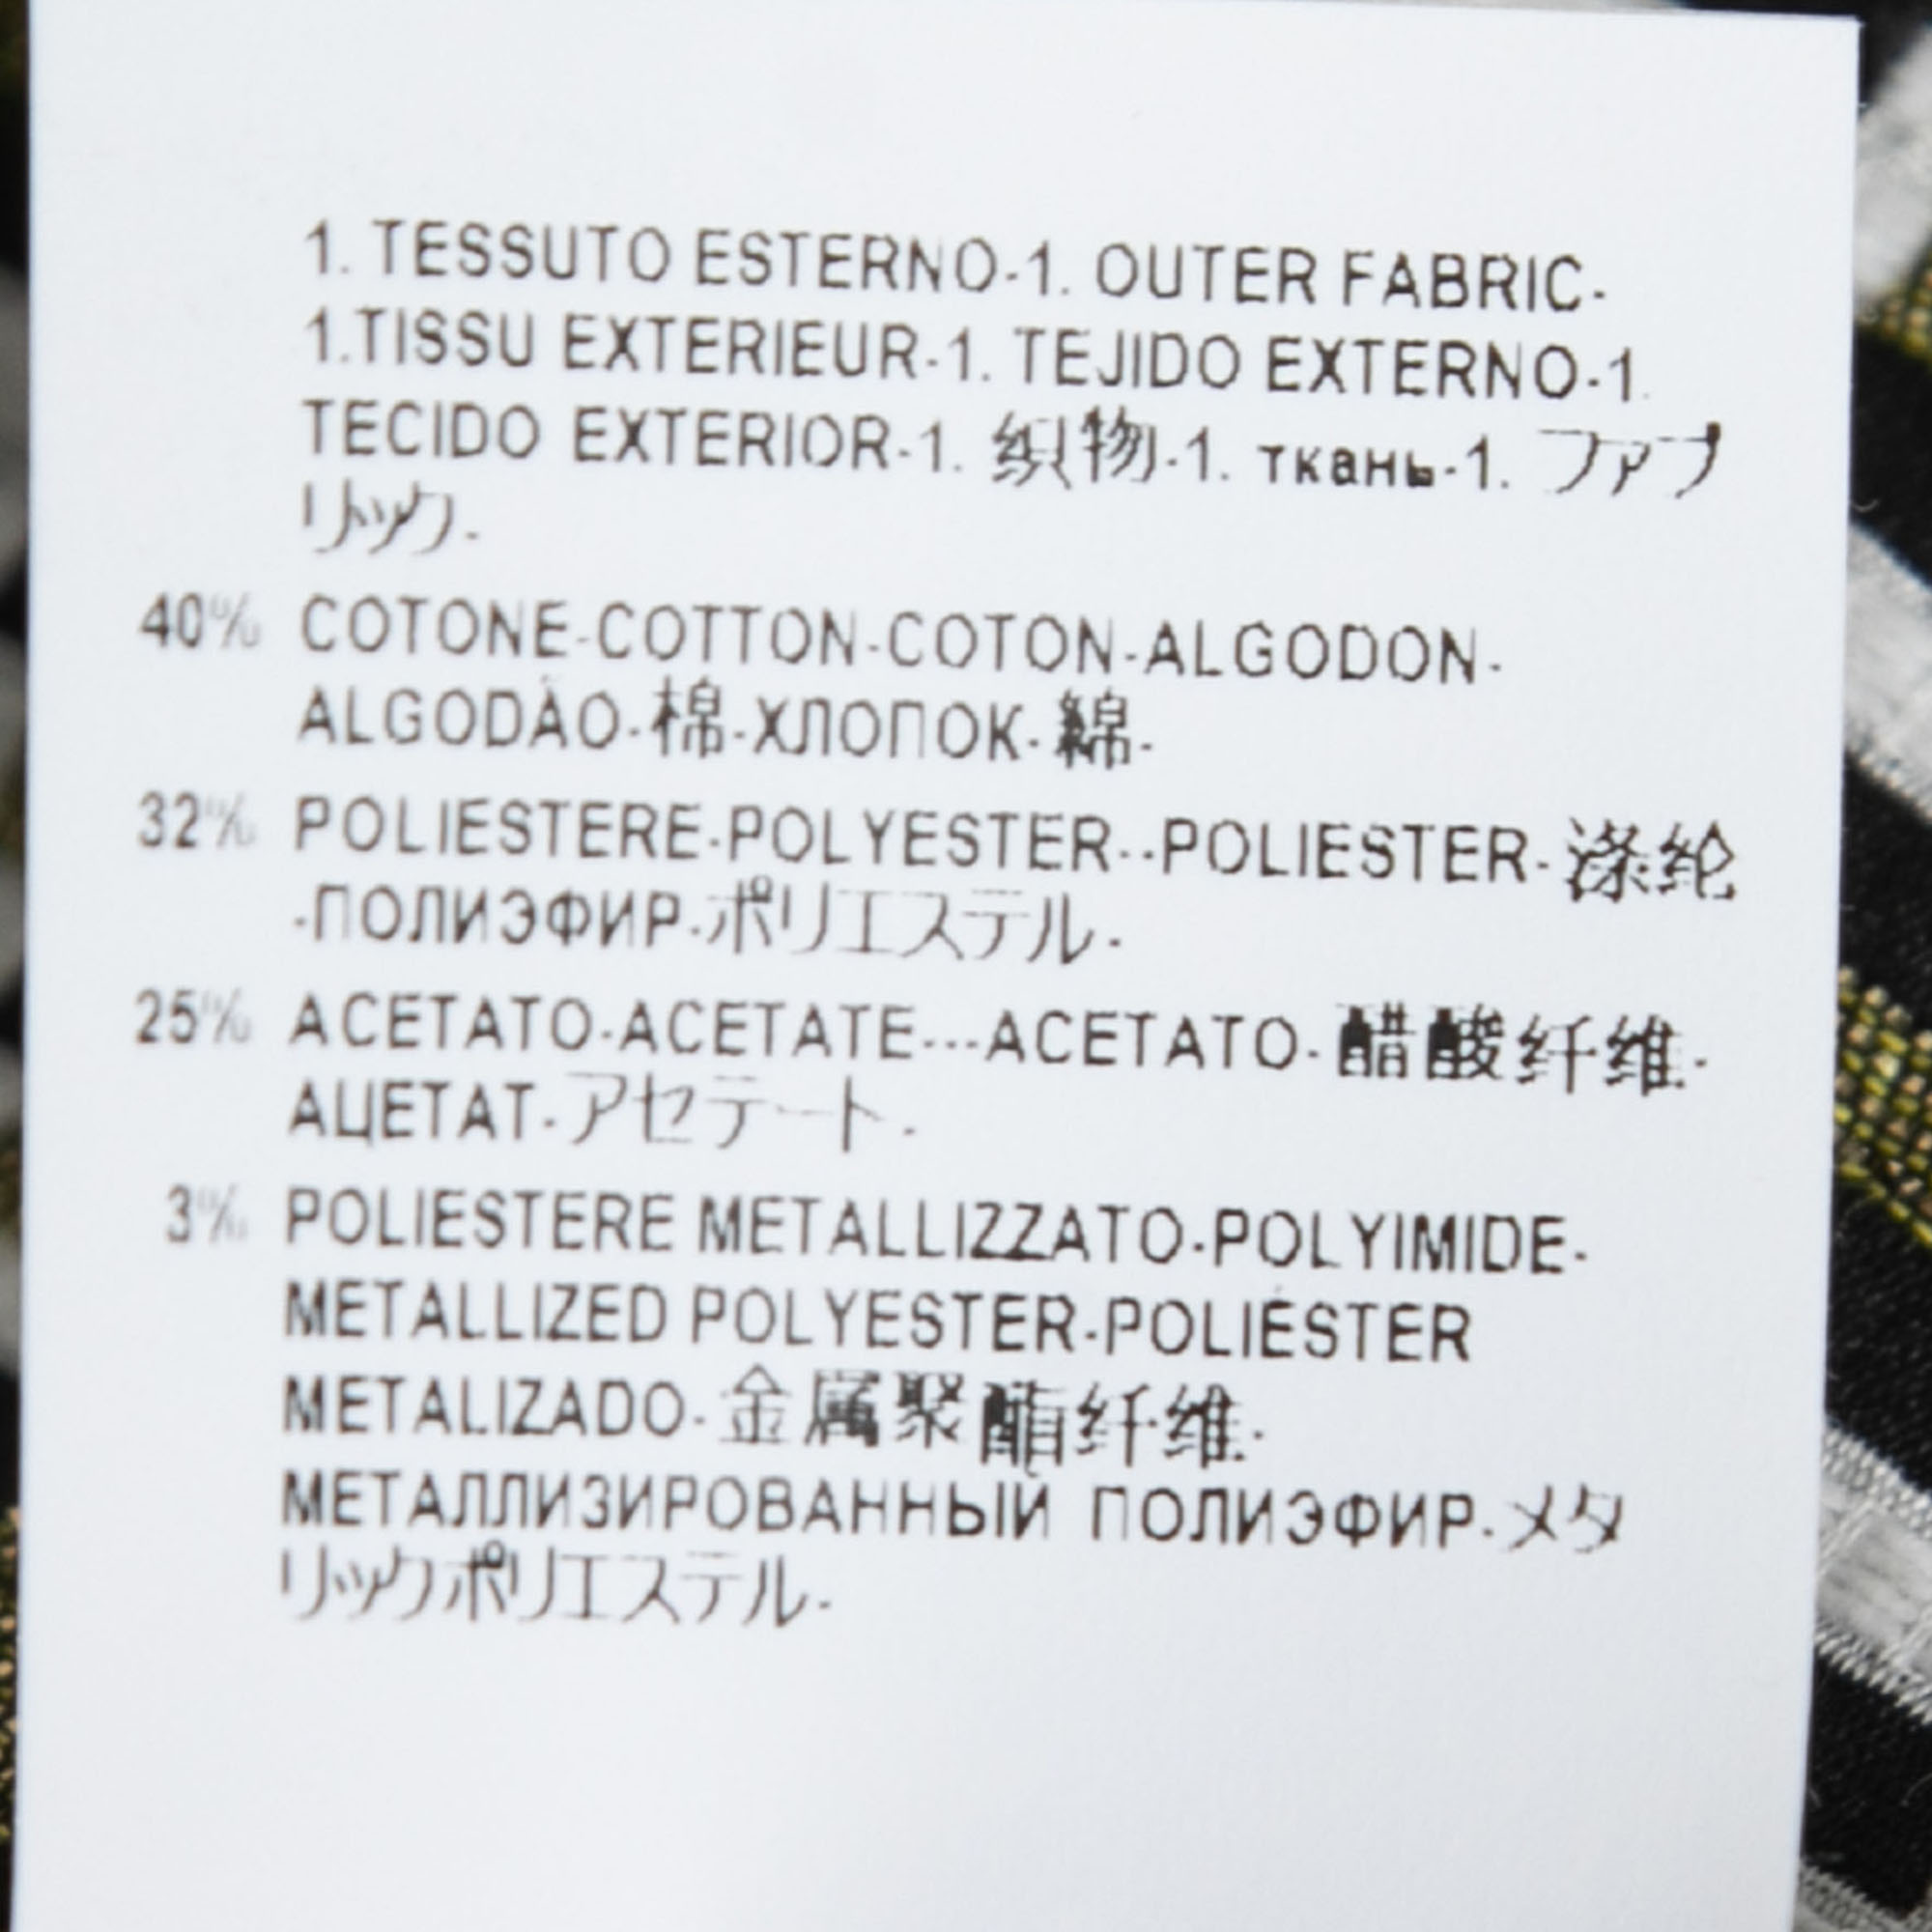 1. TESSUTO ESTERNO-1. OUTER FABRIC-
1.TISSU EXTERIEUR-1. TEJIDO EXTERNO-1.
TECIDO EXTERIOR-1. 织物-1. ткань-1. ファブ
リック-
40% COTONE-COTTON-COTON-ALGODON-
ALGODÃO-棉-ХЛОПОК-綿-
32% POLIESTERE-POLYESTER--POLIESTER-涤纶
-ПОЛИЭФИР-ポリエステル-
25% ACETATO-ACETATE---ACETATO-醋酸纤维-
АЦЕТАТ-アセテート-
3% POLIESTERE METALLIZZATO-POLYIMIDE-
METALLIZED POLYESTER-POLIÉSTER
METALIZADO-金属聚酯纤维-
МЕТАЛЛИЗИРОВАННЫЙ ПОЛИЭФИР-メタ
リックポリエステル-